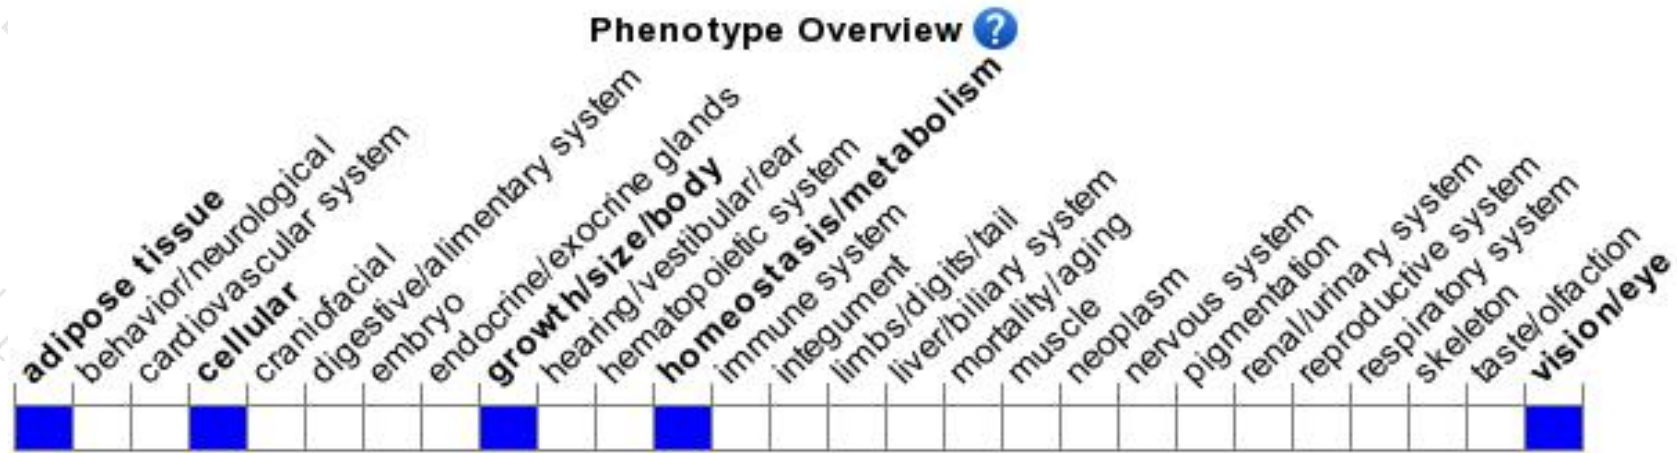 Phenotype Overview ?
adipose tissue
behavior/neurological
cardiovascular system
cellular
craniofacial
digestive/alimentary system
embryo
endocrine/exocrine glands
growth/size/body
hearing/vestibular/ear
hematopoietic system
homeostasis/metabolism
immune system
integument
limbs/digits/tail
liver/biliary system
mortality/aging
muscle
neoplasm
nervous system
pigmentation
renal/urinary system
reproductive system
respiratory system
skeleton
taste/olfaction
vision/eye